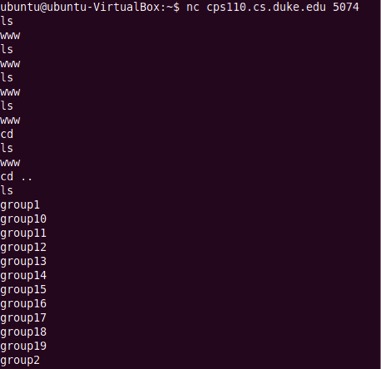 ubuntu@ubuntu-VirtualBox:~$ nc cps110.cs.duke.edu 5074
ls
www
ls
www
ls
www
ls
www
cd
ls
www
cd ..
ls
group1
group10
group11
group12
group13
group14
group15
group16
group17
group18
group19
group2